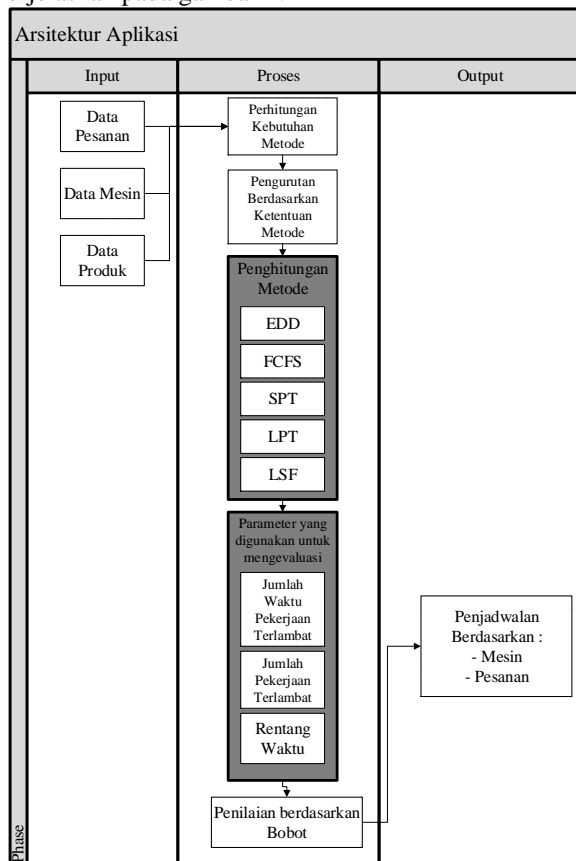 Arsitektur Aplikasi
Input
Proses
Output
Data
Pesanan
Data Mesin
Data
Produk
Perhitungan
Kebutuhan
Metode
Pengurutan
Berdasarkan
Ketentuan
Metode
Penghitungan
Metode
EDD
FCFS
SPT
LPT
LSF
Parameter yang
digunakan untuk
mengevaluasi
Jumlah
Waktu
Pekerjaan
Terlambat
Jumlah
Pekerjaan
Terlambat
Rentang
Waktu
Penilaian berdasarkan
Bobot
Penjadwalan
Berdasarkan :
- Mesin
- Pesanan
Phase